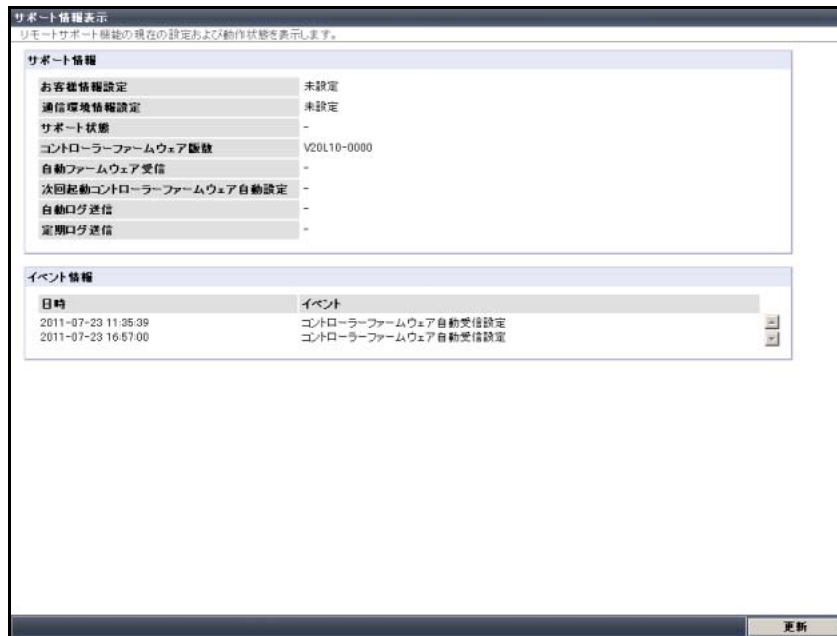 サポート情報表示
リモートサポート機能の現在の設定および動作状態を表示します。
サポート情報
お客様情報設定 未設定
通信環境情報設定 未設定
サポート状態 -
コントローラーファームウェア版数 V20L10-0000
自動ファームウェア受信 -
次回起動コントローラーファームウェア自動設定 -
自動ログ送信 -
定期ログ送信 -
イベント情報
日時 イベント
2011-07-23 11:35:39 コントローラーファームウェア自動受信設定
2011-07-23 16:57:00 コントローラーファームウェア自動受信設定
更新